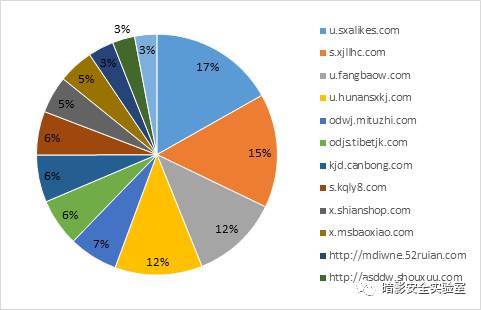 3%
3%
3%
17%
5%
5%
15%
6%
6%
6%
12%
7%
12%
u.sxalikes.com
s.xjllhc.com
u.fangbaow.com
u.hunansxkj.com
odwj.mituzhi.com
odjs.tibetjk.com
kjd.canbong.com
s.kqly8.com
x.shianshop.com
x.msbaoxiao.com
http://mdiwne.52ruian.com
http://asddw.shouxuu.com
暗影安全实验室